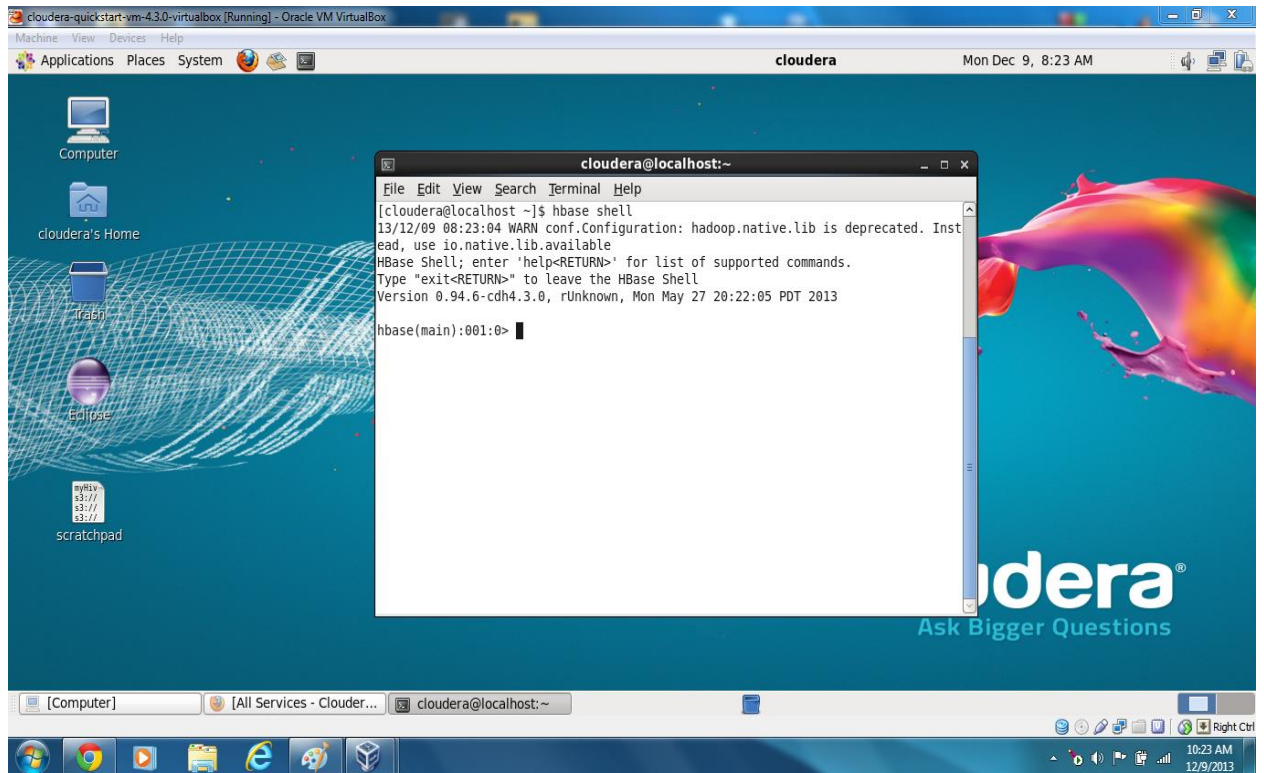 cloudera-quickstart-vm-4.3.0-virtualbox [Running] - Oracle VM VirtualBox
Machine View Devices Help
Applications Places System
cloudera
Mon Dec 9, 8:23 AM
Computer
cloudera's Home
Trash
Eclipse
myHiv
s3://
s3://
s3://
scratchpad
cloudera@localhost:~
File Edit View Search Terminal Help
[cloudera@localhost ~]$ hbase shell
13/12/09 08:23:04 WARN conf.Configuration: hadoop.native.lib is deprecated. Inst
ead, use io.native.lib.available
HBase Shell; enter 'help<RETURN>' for list of supported commands.
Type "exit<RETURN>" to leave the HBase Shell
Version 0.94.6-cdh4.3.0, rUnknown, Mon May 27 20:22:05 PDT 2013
hbase(main):001:0>
dera®
Ask Bigger Questions
[Computer]
[All Services - Clouder...
cloudera@localhost:~
Right Ctrl
10:23 AM
12/9/2013